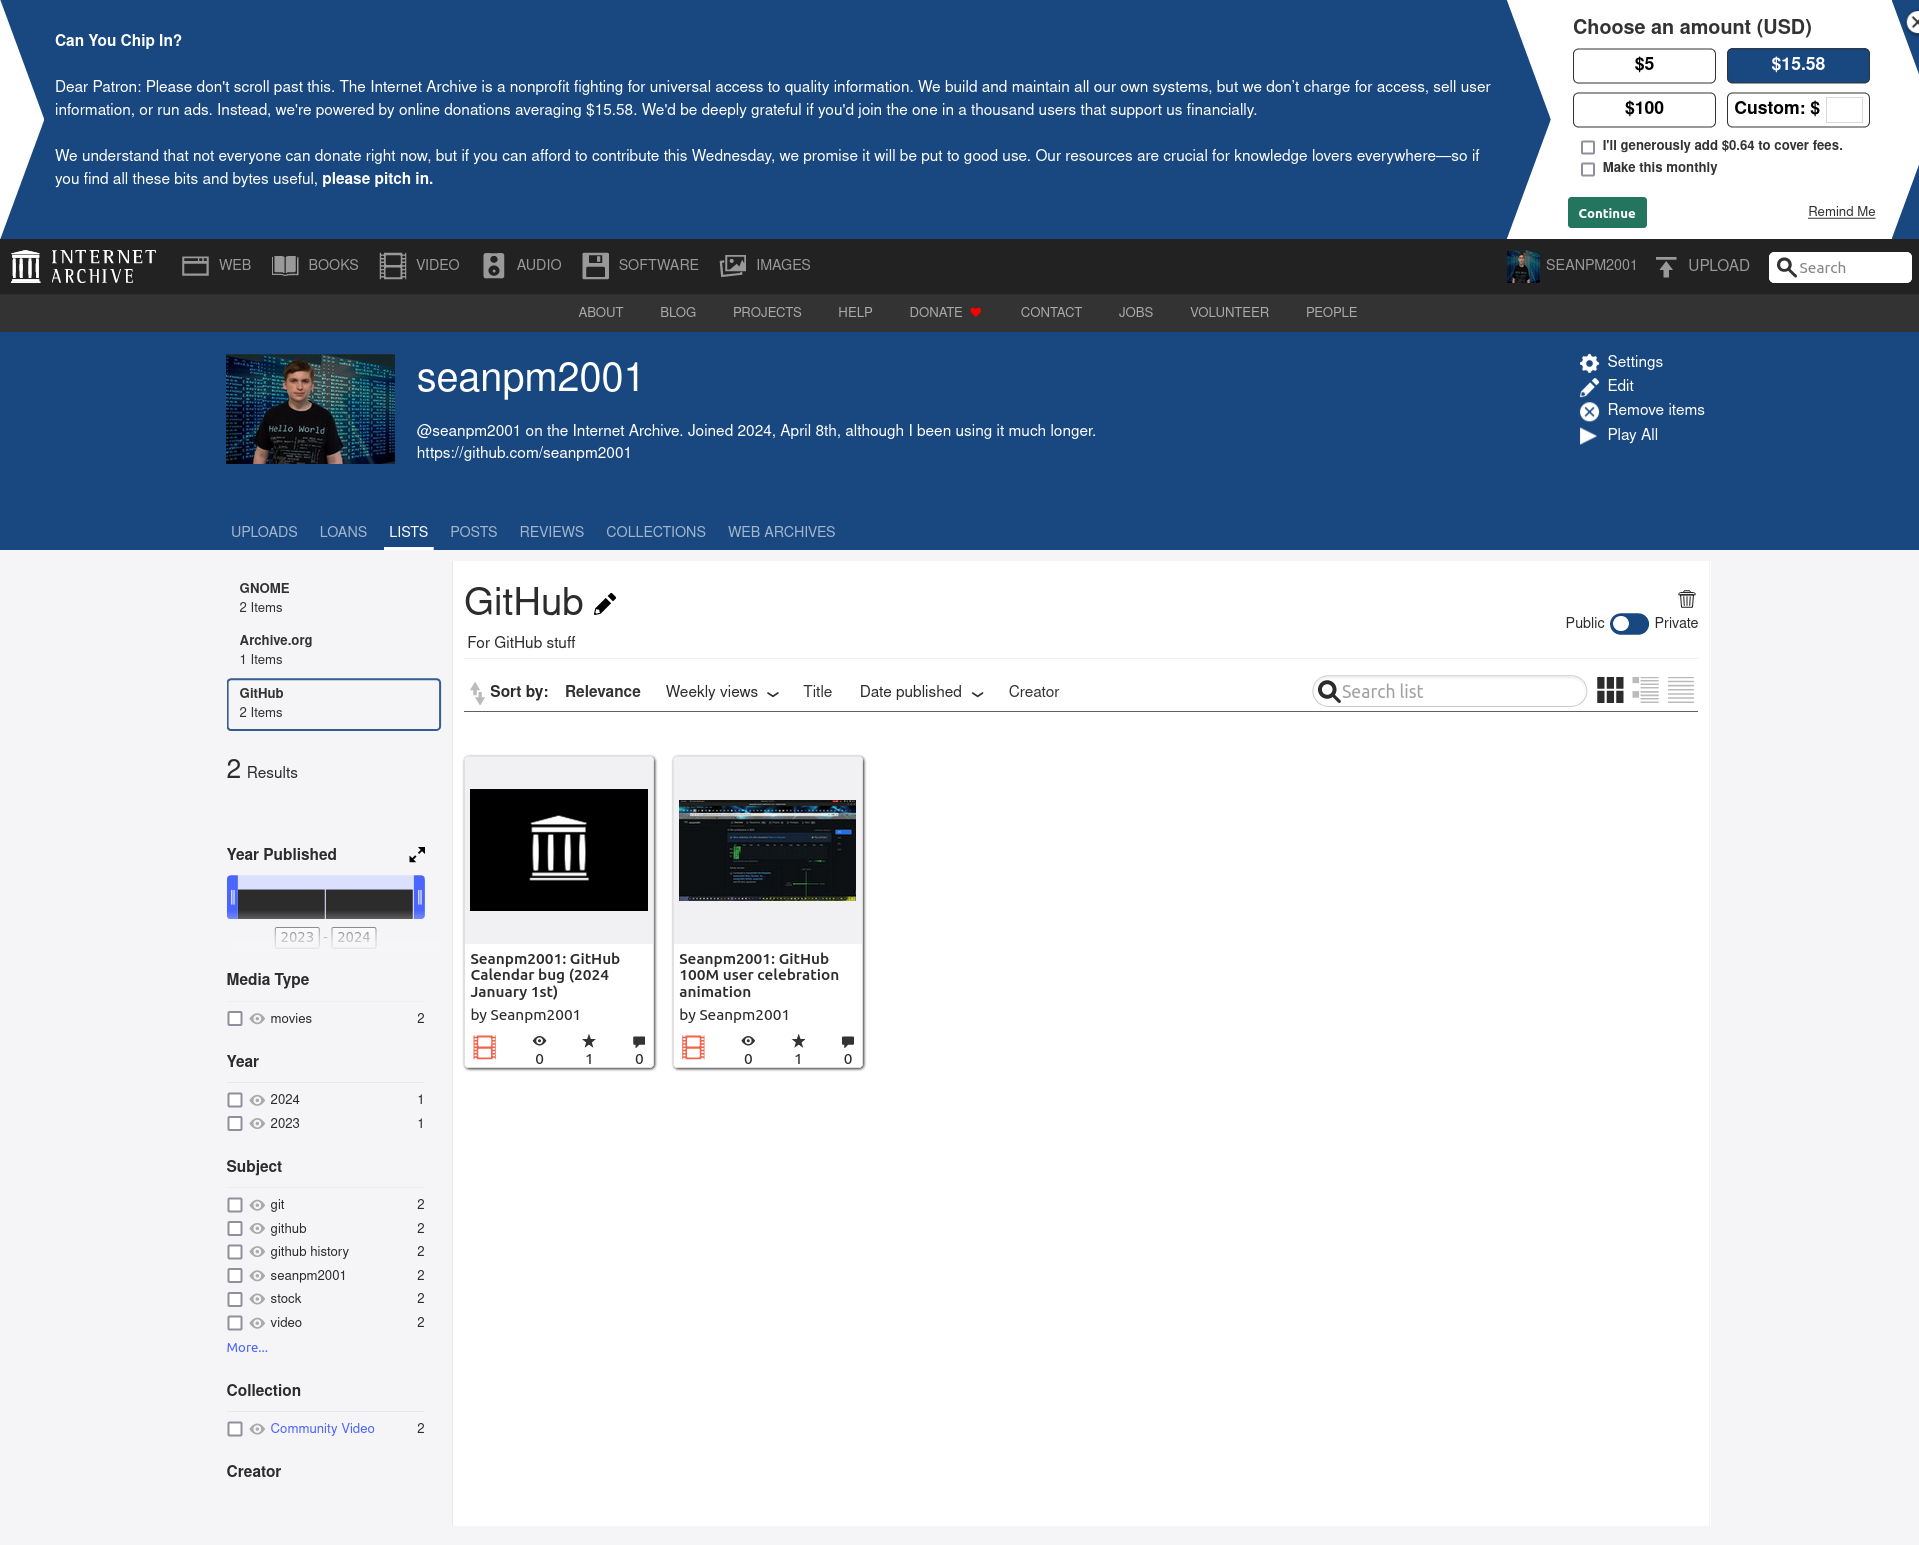 Can You Chip In?
Dear Patron: Please don't scroll past this. The Internet Archive is a nonprofit fighting for universal access to quality information. We build and maintain all our own systems, but we don’t charge for access, sell user
information, or run ads. Instead, we're powered by online donations averaging $15.58. We'd be deeply grateful if you'd join the one in a thousand users that support us financially.
We understand that not everyone can donate right now, but if you can afford to contribute this Wednesday, we promise it will be put to good use. Our resources are crucial for knowledge lovers everywhere—so if
you find all these bits and bytes useful, please pitch in.
Choose an amount (USD)
$5
$15.58
$100
Custom: $
I'll generously add $0.64 to cover fees.
Make this monthly
Continue
Remind Me
INTERNET
ARCHIVE
WEB
BOOKS
VIDEO
AUDIO
SOFTWARE
IMAGES
SEANPM2001
UPLOAD
Search
ABOUT
BLOG
PROJECTS
HELP
DONATE
CONTACT
JOBS
VOLUNTEER
PEOPLE
Hello World
seanpm2001
@seanpm2001 on the Internet Archive. Joined 2024, April 8th, although I been using it much longer.
https://github.com/seanpm2001
Settings
Edit
Remove items
Play All
UPLOADS
LOANS
LISTS
POSTS
REVIEWS
COLLECTIONS
WEB ARCHIVES
GNOME
2 Items
Archive.org
1 Items
GitHub
2 Items
2 Results
Year Published
2023 - 2024
Media Type
movies 2
Year
2024 1
2023 1
Subject
git 2
github 2
github history 2
seanpm2001 2
stock 2
video 2
More...
Collection
Community Video 2
Creator
GitHub
For GitHub stuff
Public
Private
Sort by:
Relevance
Weekly views
Title
Date published
Creator
Search list
Seanpm2001: GitHub
Calendar bug (2024
January 1st)
by Seanpm2001
0 1 0
Seanpm2001: GitHub
100M user celebration
animation
by Seanpm2001
0 1 0